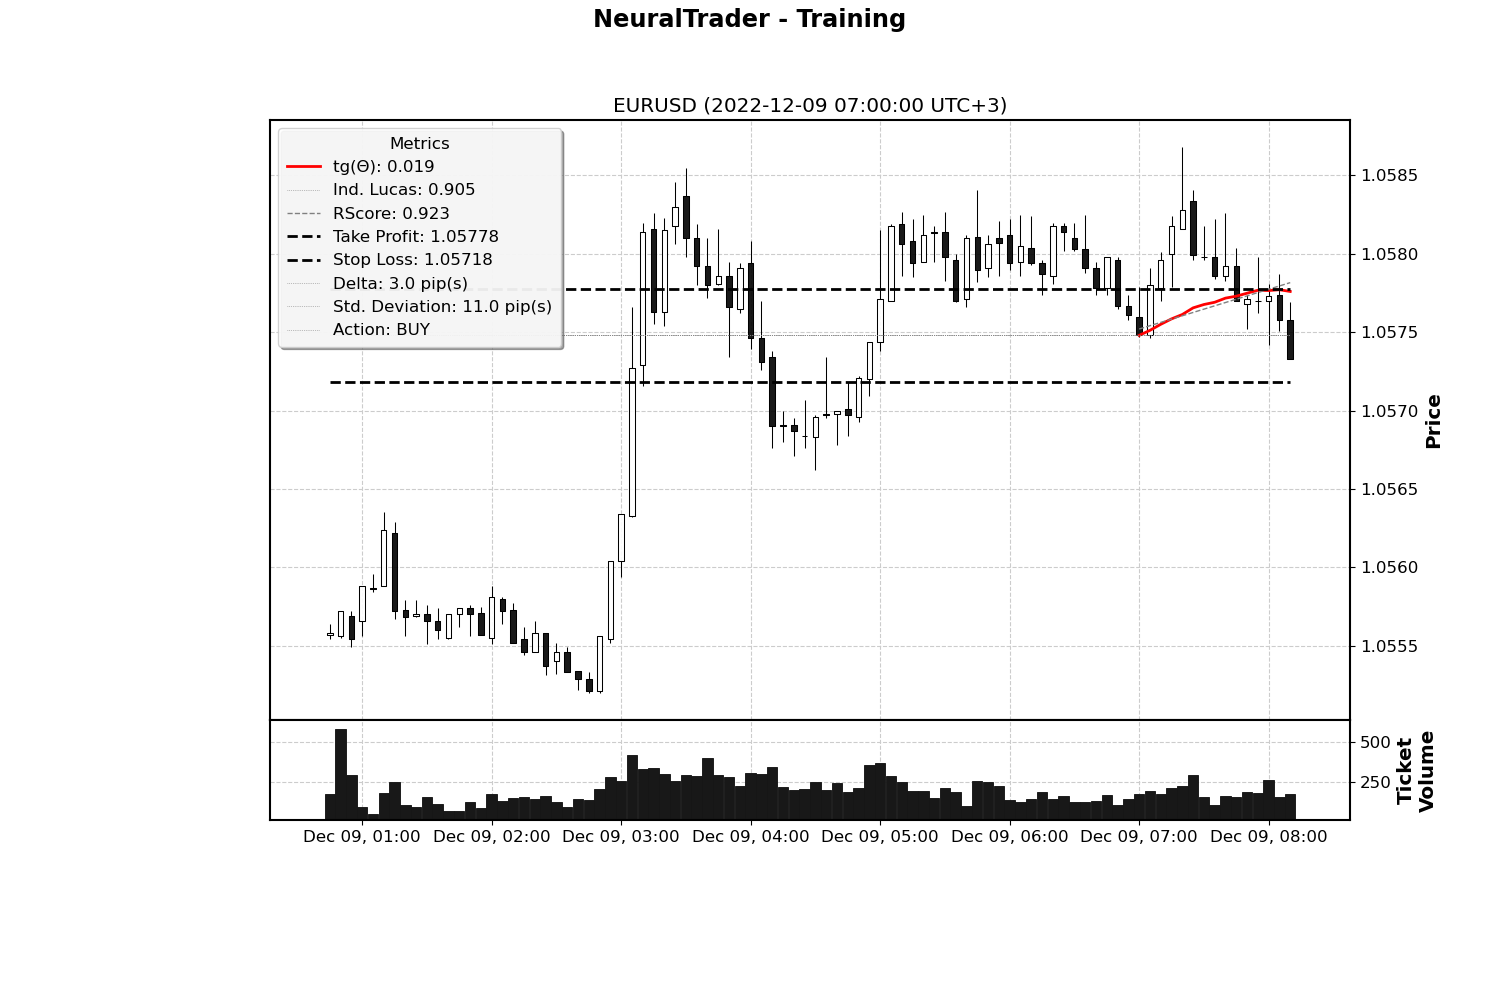 NeuralTrader - Training
EURUSD (2022-12-09 07:00:00 UTC+3)
Metrics
tg(Θ): 0.019
Ind. Lucas: 0.905
RScore: 0.923
Take Profit: 1.05778
Stop Loss: 1.05718
Delta: 3.0 pip(s)
Std. Deviation: 11.0 pip(s)
Action: BUY
1.0585
1.0580
1.0575
1.0570
1.0565
1.0560
1.0555
Price
500
250
Ticket
Volume
Dec 09, 01:00 Dec 09, 02:00 Dec 09, 03:00 Dec 09, 04:00 Dec 09, 05:00 Dec 09, 06:00 Dec 09, 07:00 Dec 09, 08:00